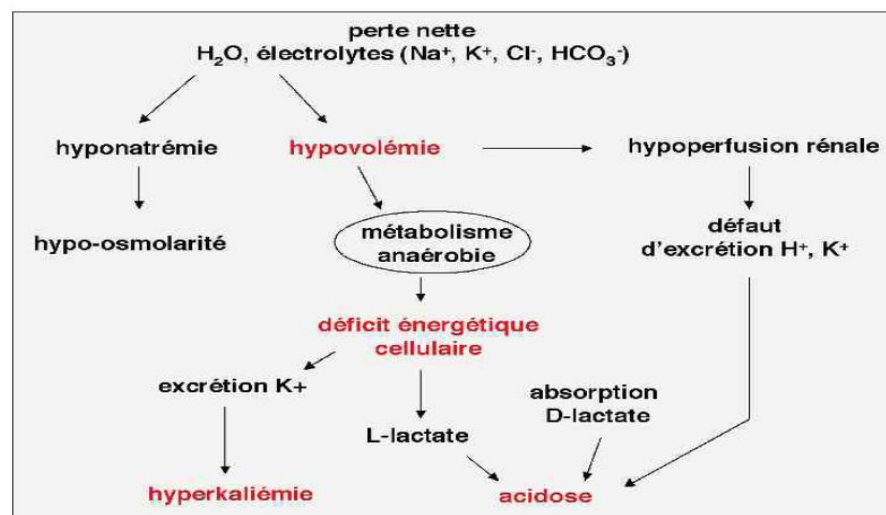 perte nette
H₂O, électrolytes (Na⁺, K⁺, Cl⁻, HCO₃⁻)
hyponatrémie
hypovolémie
hypoperfusion rénale
hypo-osmolarité
métabolisme
anaérobie
défaut
d'excrétion H⁺, K⁺
déficit énergétique
cellulaire
excrétion K+
absorption
D-lactate
L-lactate
hyperkaliémie
acidose